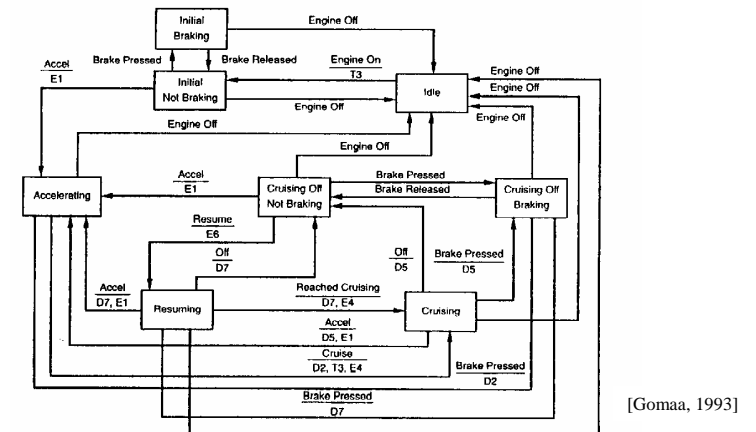 Initial
Braking
Engine Off
Brake Pressed
Brake Released
Engine On
T3
Accel
E1
Initial
Not Braking
Engine Off
Idle
Engine Off
Engine Off
Engine Off
Engine Off
Engine Off
Accelerating
Accel
E1
Cruising Off
Not Braking
Brake Pressed
Brake Released
Cruising Off
Braking
Resume
E6
Off
D7
Off
D5
Brake Pressed
D5
Accel
D7, E1
Resuming
Reached Cruising
D7, E4
Cruising
Accel
D5, E1
Cruise
D2, T3, E4
Brake Pressed
D2
Brake Pressed
D7
[Gomaa, 1993]